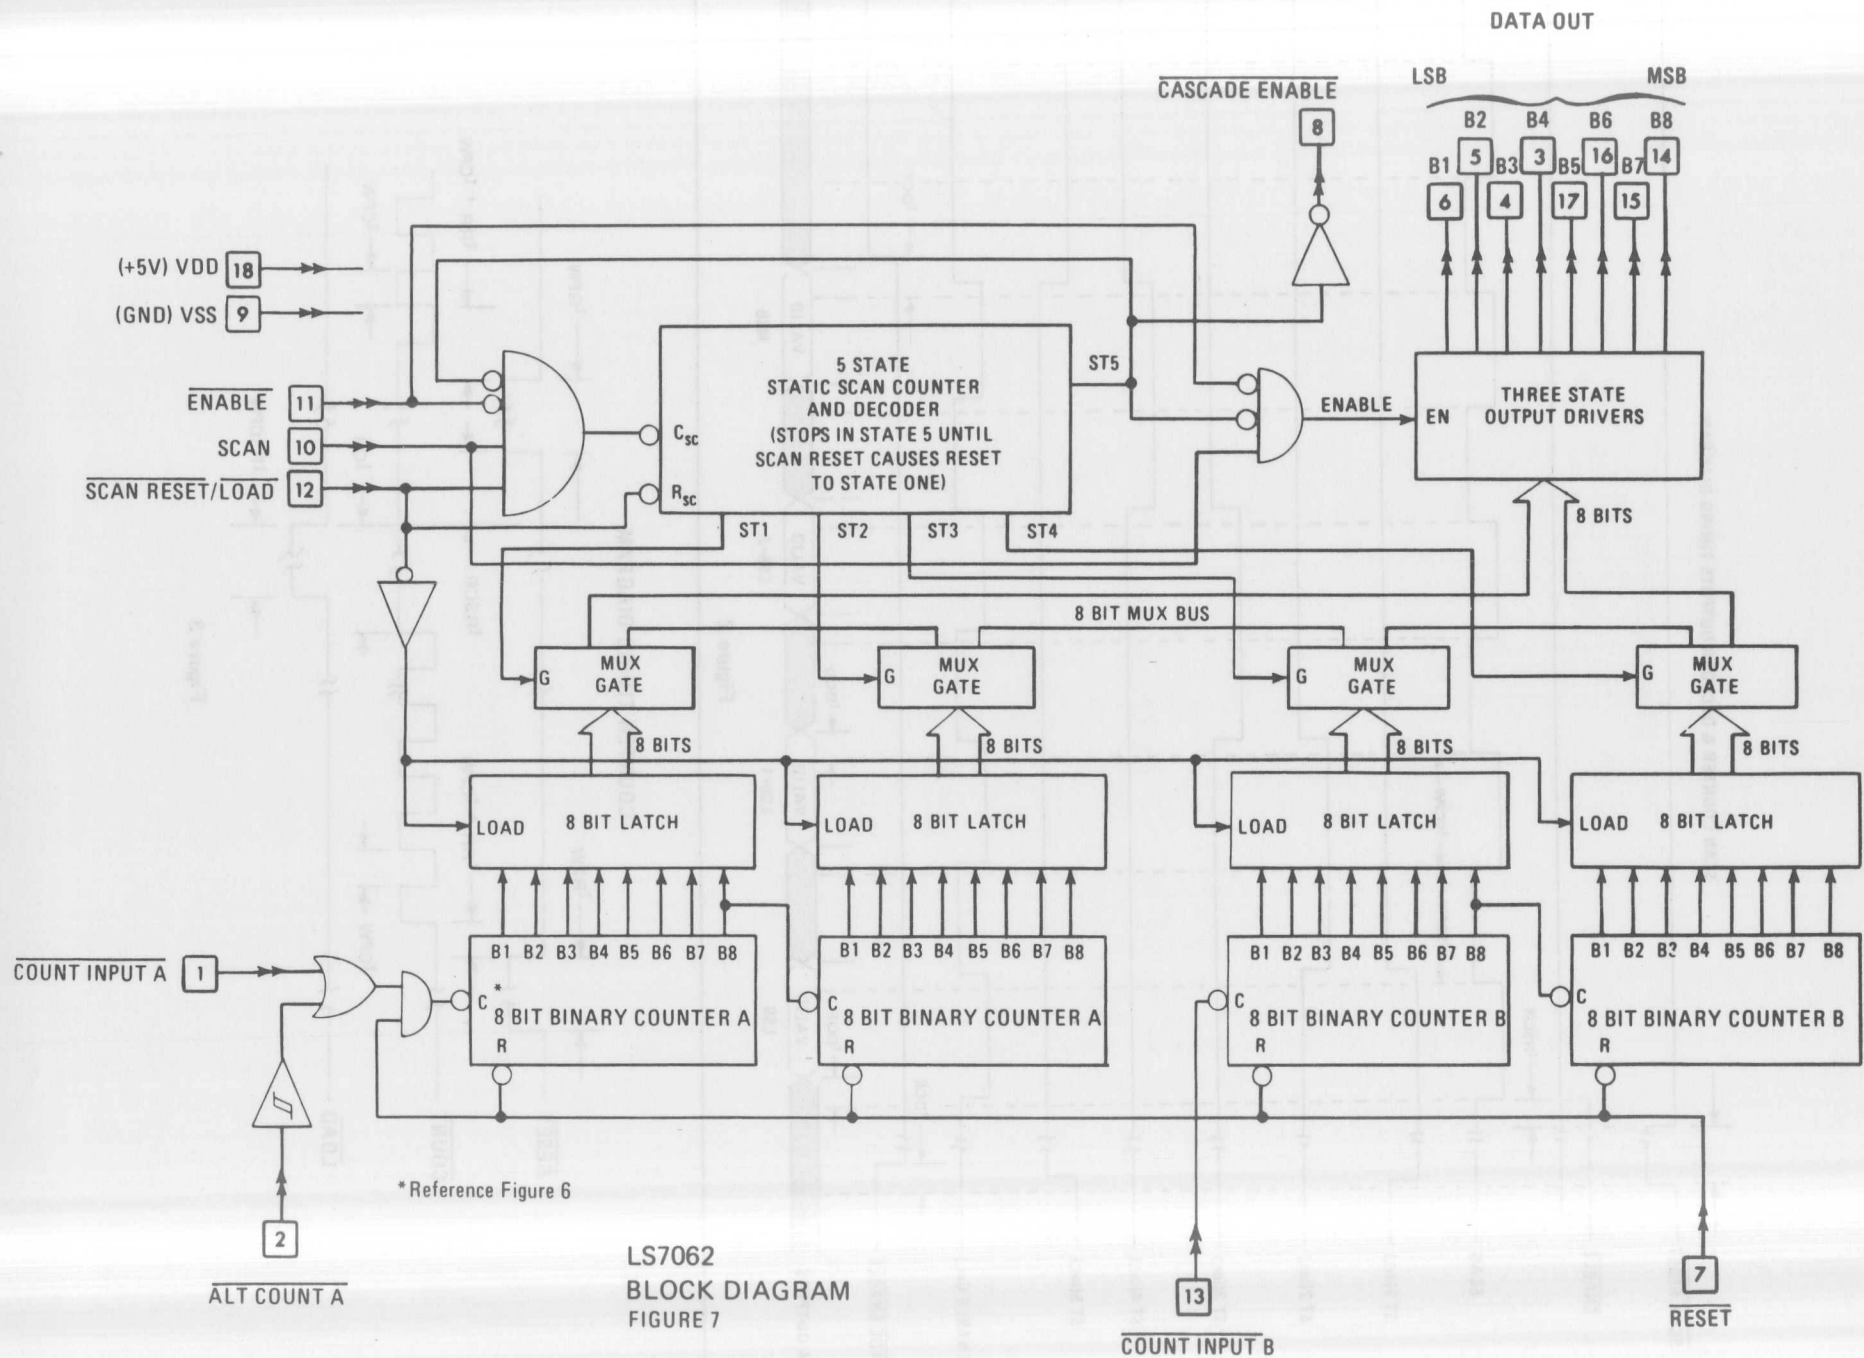 DATA OUT
LSB MSB
CASCADE ENABLE
8
B2 B4 B6 B8
5 3 16 14
B1 B3 B5 B7
6 4 17 15
(+5V) VDD 18
(GND) VSS 9
ENABLE 11
SCAN 10
SCAN RESET/LOAD 12
5 STATE
STATIC SCAN COUNTER
AND DECODER
(STOPS IN STATE 5 UNTIL
SCAN RESET CAUSES RESET
TO STATE ONE)
Csc
Rsc
ST5
ST1 ST2 ST3 ST4
ENABLE
EN
THREE STATE
OUTPUT DRIVERS
8 BITS
8 BIT MUX BUS
G MUX
GATE
G MUX
GATE
G MUX
GATE
G MUX
GATE
8 BITS 8 BITS 8 BITS 8 BITS
LOAD 8 BIT LATCH
LOAD 8 BIT LATCH
LOAD 8 BIT LATCH
LOAD 8 BIT LATCH
COUNT INPUT A 1
B1 B2 B3 B4 B5 B6 B7 B8
C *
8 BIT BINARY COUNTER A
R
B1 B2 B3 B4 B5 B6 B7 B8
C
8 BIT BINARY COUNTER A
R
B1 B2 B3 B4 B5 B6 B7 B8
C
8 BIT BINARY COUNTER B
R
B1 B2 B3 B4 B5 B6 B7 B8
C
8 BIT BINARY COUNTER B
R
*Reference Figure 6
2
ALT COUNT A
LS7062
BLOCK DIAGRAM
FIGURE 7
13
COUNT INPUT B
7
RESET